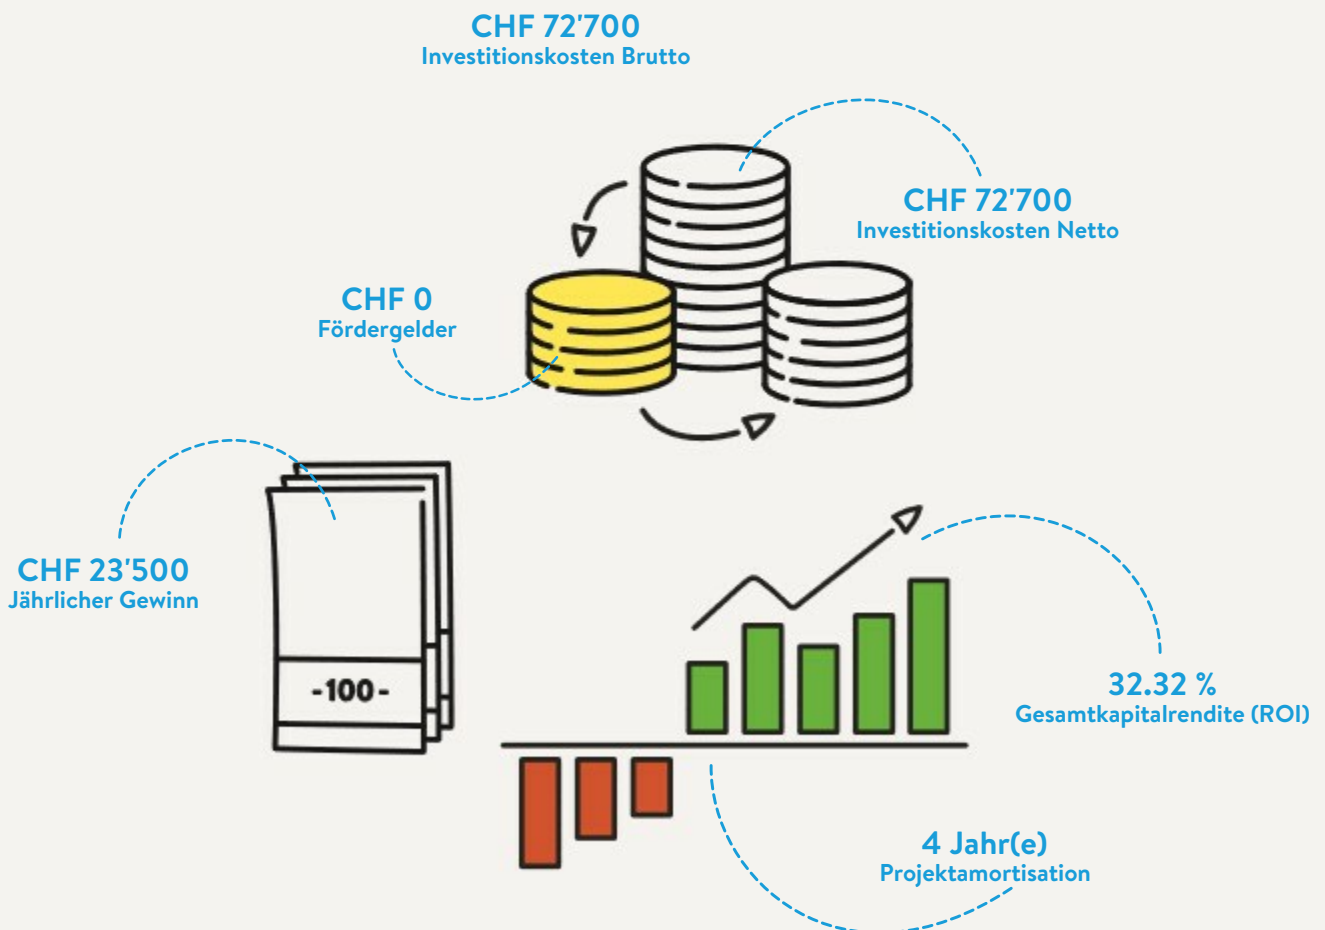 CHF 72'700
Investitionskosten Brutto
CHF 72'700
Investitionskosten Netto
CHF 0
Fördergelder
CHF 23'500
Jährlicher Gewinn
-100-
32.32 %
Gesamtkapitalrendite (ROI)
4 Jahr(e)
Projektamortisation